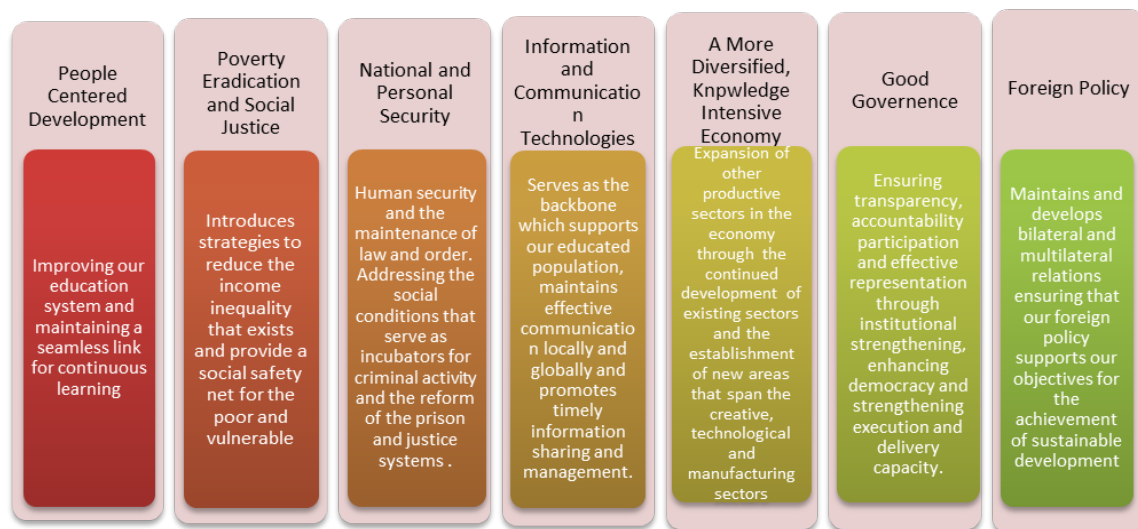 People
Centered
Development
Improving our
education
system and
maintaining a
seamless link
for continuous
learning
Poverty
Eradication
and Social
Justice
Introduces
strategies to
reduce the
income
inequality
that exists
and provide a
social safety
net for the
poor and
vulnerable
National and
Personal
Security
Human security
and the
maintenance of
law and order.
Addressing the
social
conditions that
serve as
incubators for
criminal activity
and the reform
of the prison
and justice
systems .
Information
and
Communicatio
n
Technologies
Serves as the
backbone
which supports
our educated
population,
maintains
effective
communicatio
n locally and
globally and
promotes
timely
information
sharing and
management.
A More
Diversified,
Knpwledge
Intensive
Economy
Expansion of
other
productive
sectors in the
economy
through the
continued
development of
existing sectors
and the
establishment
of new areas
that span the
creative,
technological
and
manufacturing
sectors
Good
Governence
Ensuring
transparency,
accountability
participation
and effective
representation
through
institutional
strengthening,
enhancing
democracy and
strengthening
execution and
delivery
capacity.
Foreign Policy
Maintains and
develops
bilateral and
multilateral
relations
ensuring that
our foreign
policy
supports our
objectives for
the
achievement
of sustainable
development